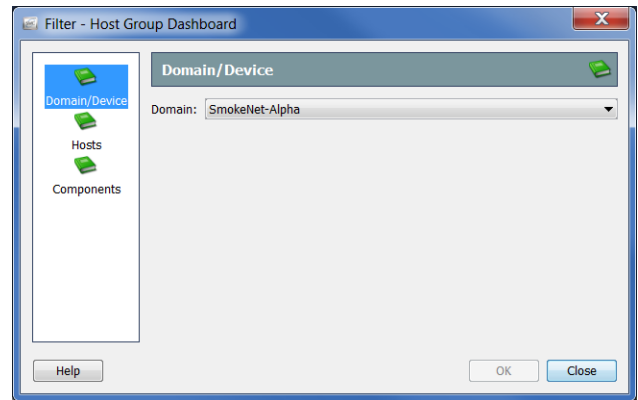 Filter - Host Group Dashboard
Domain/Device
Hosts
Components
Domain/Device
Domain: SmokeNet-Alpha
Help
OK
Close